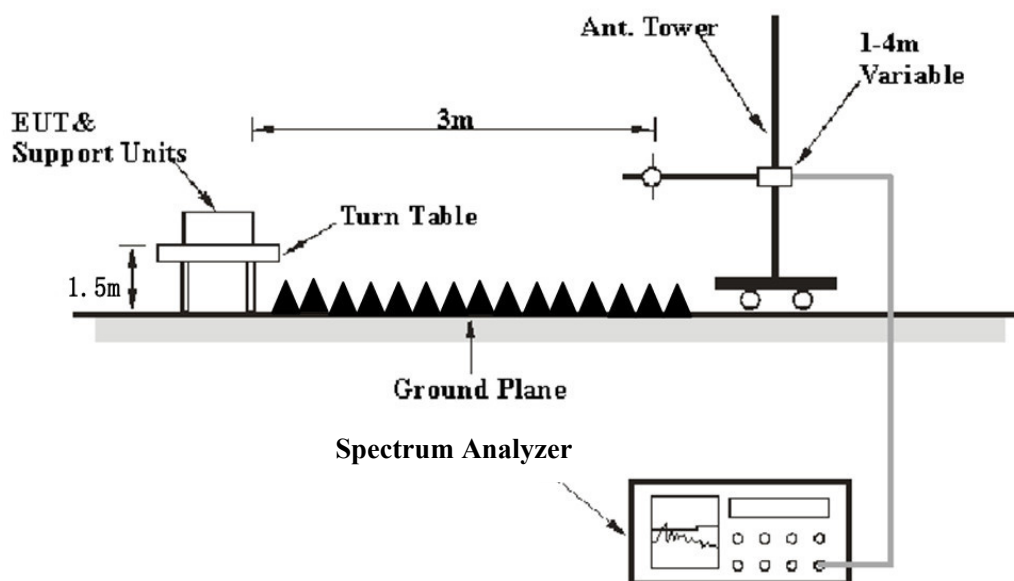 Ant. Tower
1-4m
Variable
3m
EUT&
Support Units
Turn Table
1.5m
Ground Plane
Spectrum Analyzer